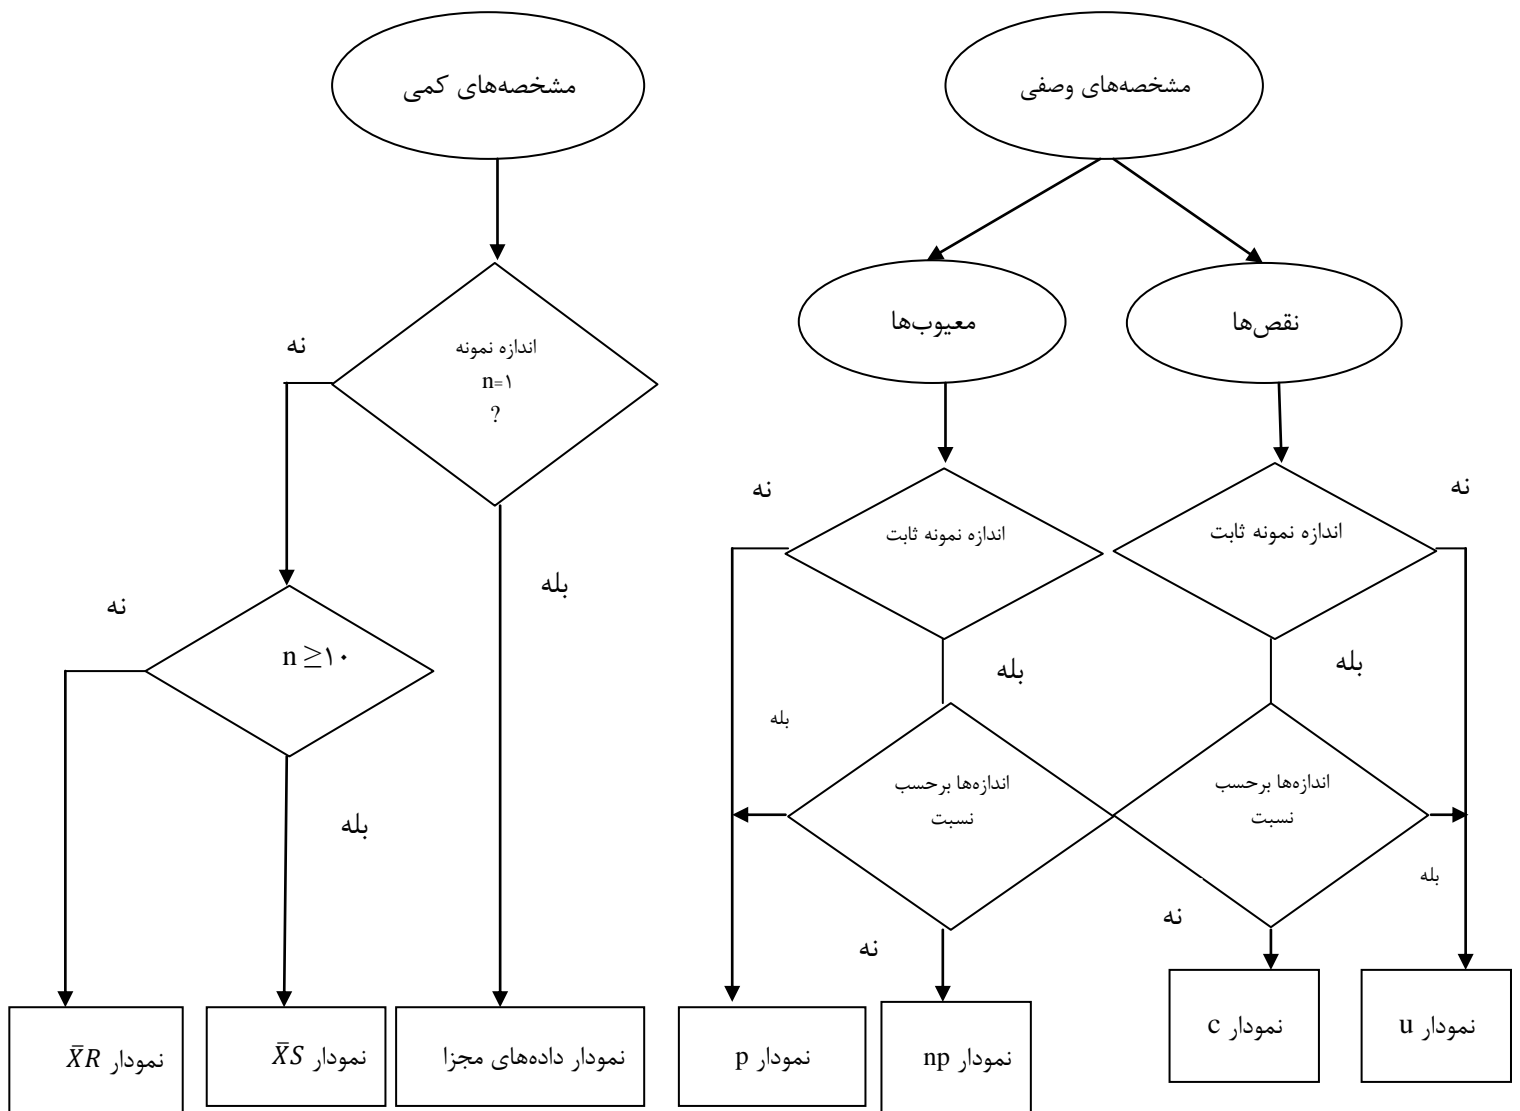 مشخصه‌های وصفی
مشخصه‌های کمی
نقص‌ها
معیوب‌ها
اندازه نمونه
n=۱
?
نه
نه
اندازه نمونه ثابت
نه
اندازه نمونه ثابت
بله
نه
n ≥۱۰
بله
بله
بله
اندازه‌ها برحسب
نسبت
اندازه‌ها برحسب
نسبت
بله
بله
نه
نه
نمودار u
نمودار c
نمودار np
نمودار p
نمودار داده‌های مجزا
نمودار X̄S
نمودار X̄R